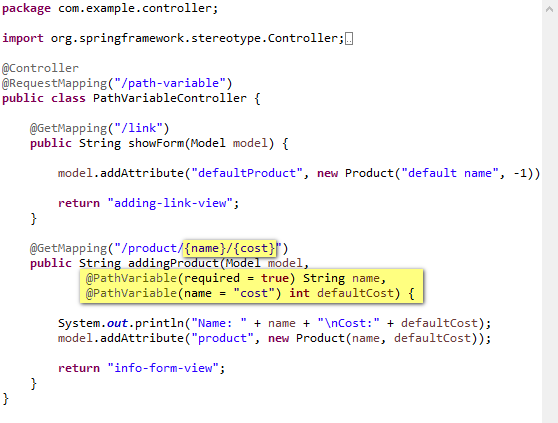 package com.example.controller;
import org.springframework.stereotype.Controller;
@Controller
@RequestMapping("/path-variable")
public class PathVariableController {
@GetMapping("/link")
public String showForm(Model model) {
model.addAttribute("defaultProduct", new Product("default name", -1))
return "adding-link-view";
}
@GetMapping("/product/{name}/{cost}")
public String addingProduct(Model model,
@PathVariable(required = true) String name,
@PathVariable(name = "cost") int defaultCost) {
System.out.println("Name: " + name + "\nCost:" + defaultCost);
model.addAttribute("product", new Product(name, defaultCost));
return "info-form-view";
}
}